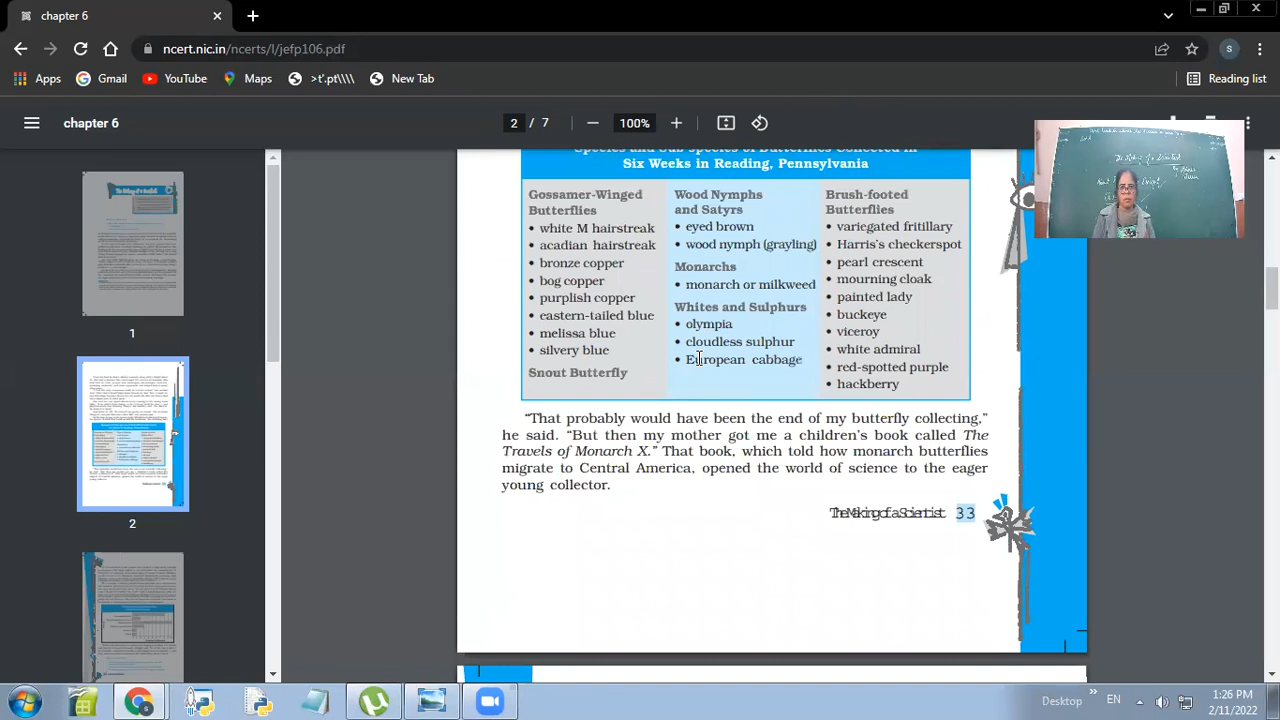 chapter 6
ncert.nic.in/ncerts/l/jefp106.pdf
S
Apps
Gmail
YouTube
Maps
>'t'.pt\\\\
New Tab
Reading list
chapter 6
2 / 7
100%
1
2
Species and Sub-species of Butterflies Collected in
Six Weeks in Reading, Pennsylvania
Gossamer-Winged
Butterflies
• white M hairstreak
• acadian hairstreak
• bronze copper
• bog copper
• purplish copper
• eastern-tailed blue
• melissa blue
• silvery blue
Snout Butterfly
Wood Nymphs
and Satyrs
• eyed brown
• wood nymph (grayling)
Monarchs
• monarch or milkweed
Whites and Sulphurs
• olympia
• cloudless sulphur
• European cabbage
Brush-footed
Butterflies
• variegated fritillary
• Harris's checkerspot
• pearl crescent
• mourning cloak
• painted lady
• buckeye
• viceroy
• white admiral
• red-spotted purple
• hackberry
“That probably would have been the end of my butterfly collecting,”
he said. “But then my mother got me a children's book called The
Travels of Monarch X.” That book, which told how monarch butterflies
migrate to Central America, opened the world of science to the eager
young collector.
The Making of a Scientist 33
Desktop
EN
1:26 PM
2/11/2022